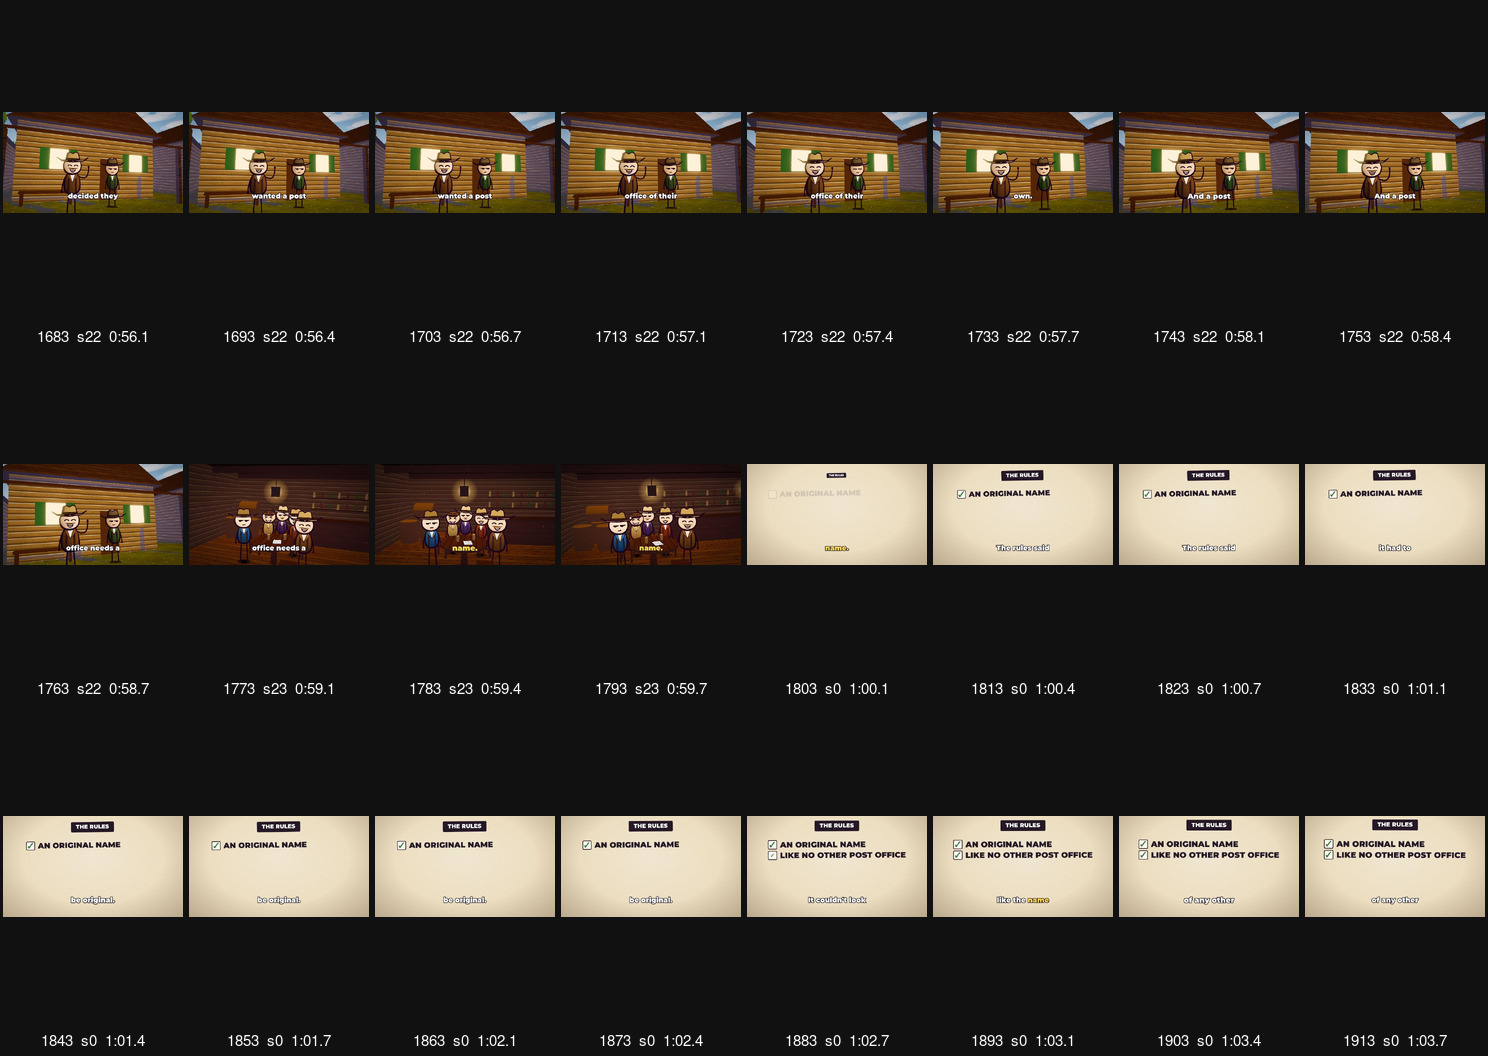 decided they
wanted a post
wanted a post
office of their
office of their
own.
And a post
And a post
1683 s22 0:56.1
1693 s22 0:56.4
1703 s22 0:56.7
1713 s22 0:57.1
1723 s22 0:57.4
1733 s22 0:57.7
1743 s22 0:58.1
1753 s22 0:58.4
office needs a
office needs a
name.
name.
THE RULES
AN ORIGINAL NAME
name.
THE RULES
AN ORIGINAL NAME
The rules said
THE RULES
AN ORIGINAL NAME
The rules said
THE RULES
AN ORIGINAL NAME
it had to
1763 s22 0:58.7
1773 s23 0:59.1
1783 s23 0:59.4
1793 s23 0:59.7
1803 s0 1:00.1
1813 s0 1:00.4
1823 s0 1:00.7
1833 s0 1:01.1
THE RULES
AN ORIGINAL NAME
be original.
THE RULES
AN ORIGINAL NAME
be original.
THE RULES
AN ORIGINAL NAME
be original.
THE RULES
AN ORIGINAL NAME
be original.
THE RULES
AN ORIGINAL NAME
LIKE NO OTHER POST OFFICE
It couldn't look
THE RULES
AN ORIGINAL NAME
LIKE NO OTHER POST OFFICE
like the name
THE RULES
AN ORIGINAL NAME
LIKE NO OTHER POST OFFICE
of any other
THE RULES
AN ORIGINAL NAME
LIKE NO OTHER POST OFFICE
of any other
1843 s0 1:01.4
1853 s0 1:01.7
1863 s0 1:02.1
1873 s0 1:02.4
1883 s0 1:02.7
1893 s0 1:03.1
1903 s0 1:03.4
1913 s0 1:03.7